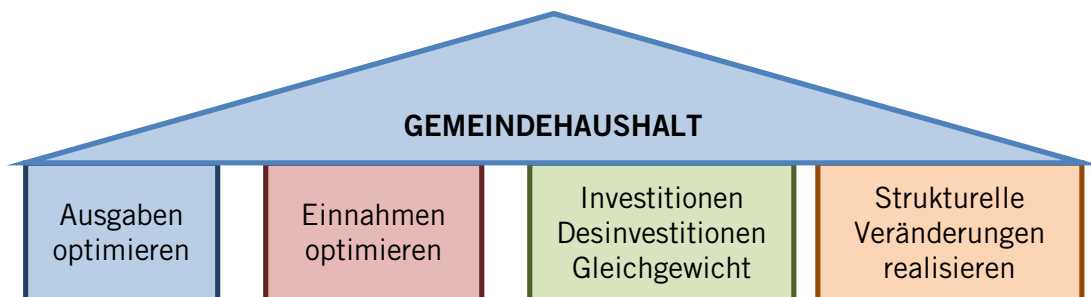 GEMEINDEHAUSHALT
Ausgaben
optimieren
Einnahmen
optimieren
Investitionen
Desinvestitionen
Gleichgewicht
Strukturelle
Veränderungen
realisieren